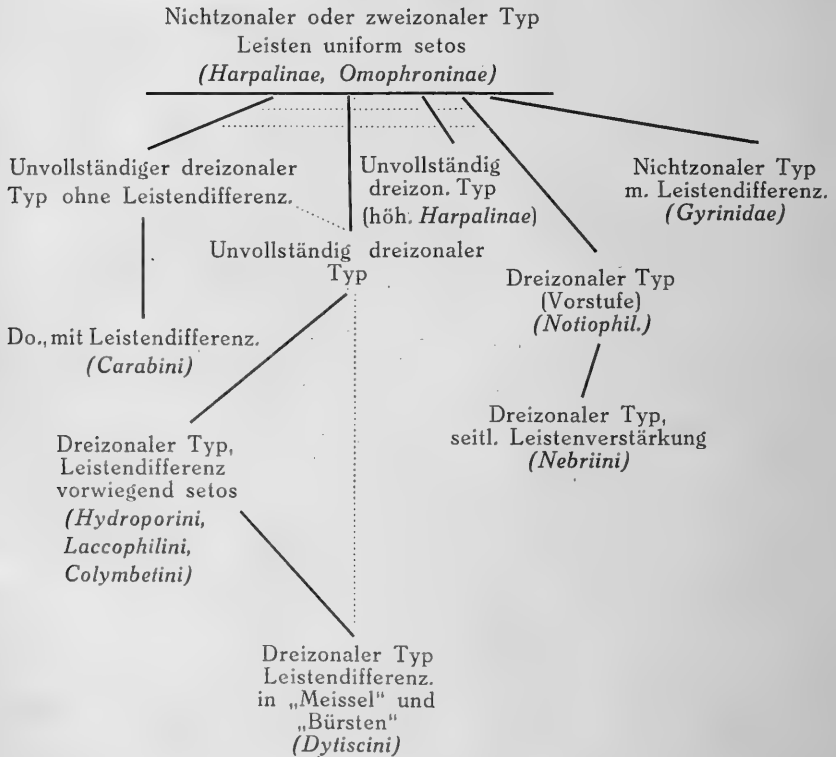 Nichtzonaler oder zweizonaler Typ
Leisten uniform setos
(Harpalinae, Omophroninae)
Unvollständiger dreizonaler
Typ ohne Leistendifferenz.
Unvollständig
dreizon. Typ
(höh. Harpalinae)
Nichtzonaler Typ
m. Leistendifferenz.
(Gyrinidae)
Unvollständig dreizonaler
Typ
Dreizonaler Typ
(Vorstufe)
(Notiophil.)
Do., mit Leistendifferenz.
(Carabini)
Dreizonaler Typ,
seitl. Leistenverstärkung
(Nebriini)
Dreizonaler Typ,
Leistendifferenz
vorwiegend setos
(Hydroporini,
Laccophilini,
Colymbetini)
Dreizonaler Typ
Leistendifferenz.
in „Meissel“ und
„Bürsten“
(Dytiscini)